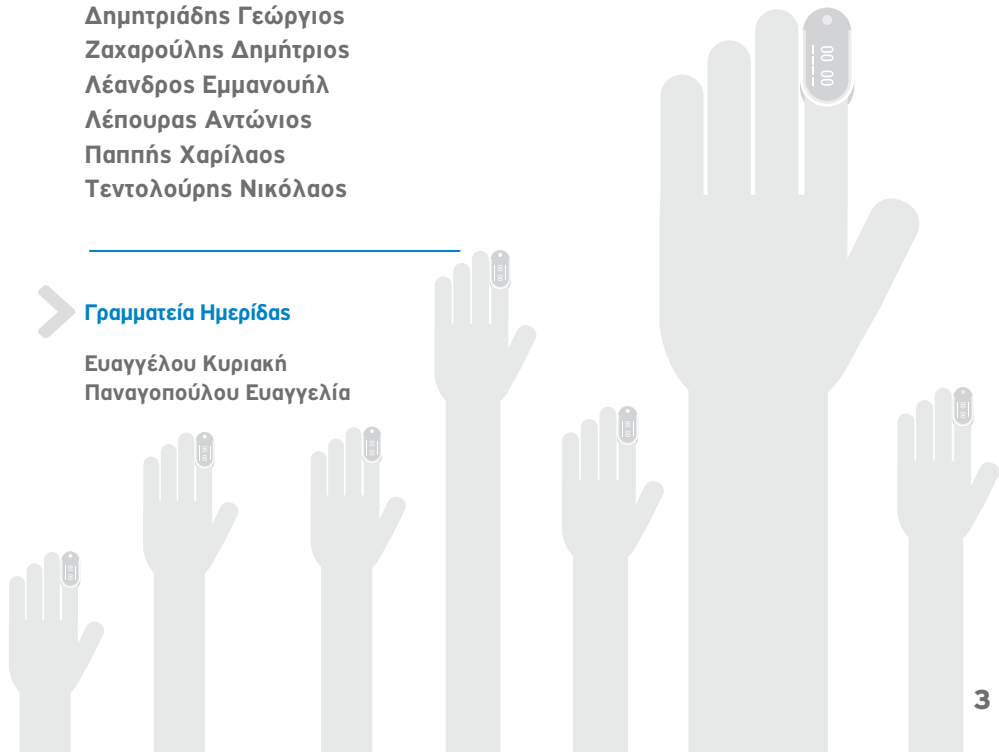 Δημητριάδης Γεώργιος
Ζαχαρούλης Δημήτριος
Λέανδρος Εμμανουήλ
Λέπουρας Αντώνιος
Παππής Χαρίλαος
Τεντολούρης Νικόλαος
Γραμματεία Ημερίδας
Ευαγγέλου Κυριακή
Παναγοπούλου Ευαγγελία
3